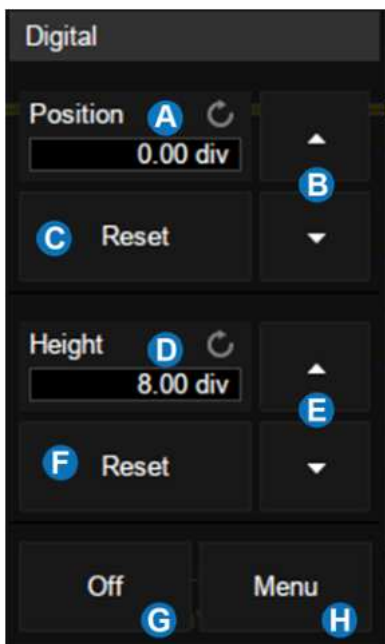 Digital
Position A
0.00 div
B
C Reset
Height D
8.00 div
E
F Reset
Off Menu
G H